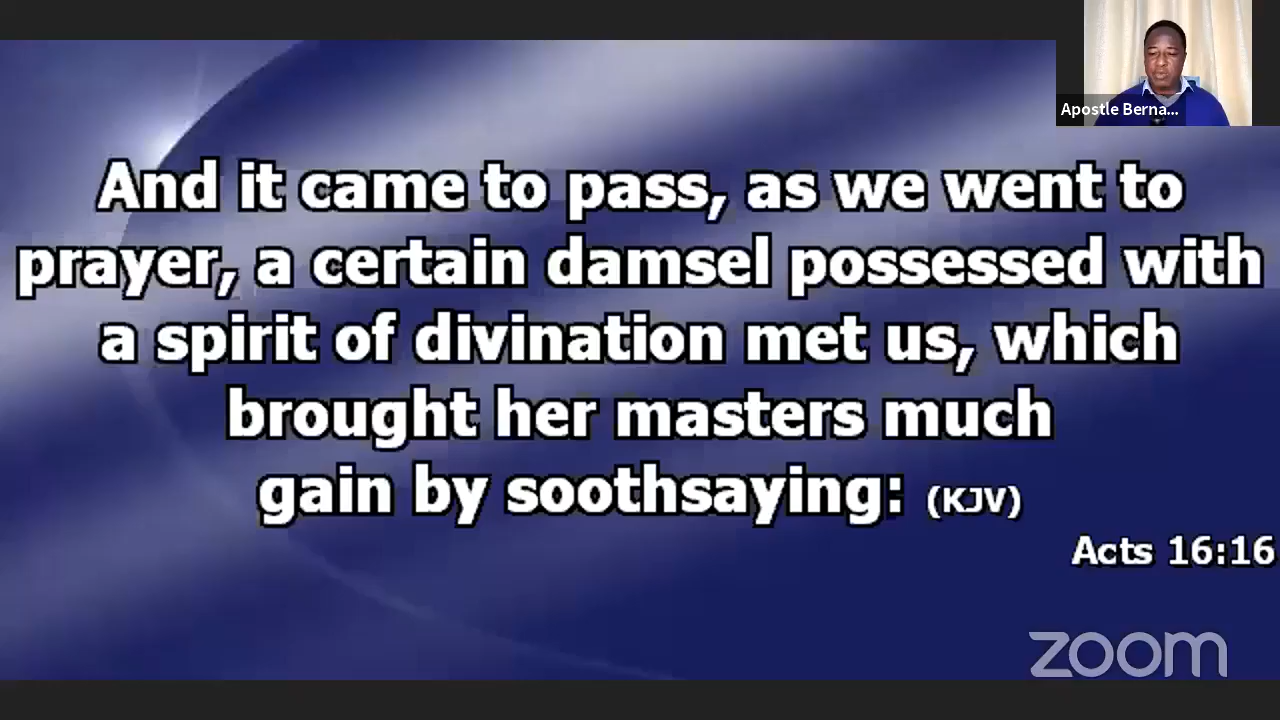 Apostle Berna...
And it came to pass, as we went to
prayer, a certain damsel possessed with
a spirit of divination met us, which
brought her masters much
gain by soothsaying: (KJV)
Acts 16:16
zoom